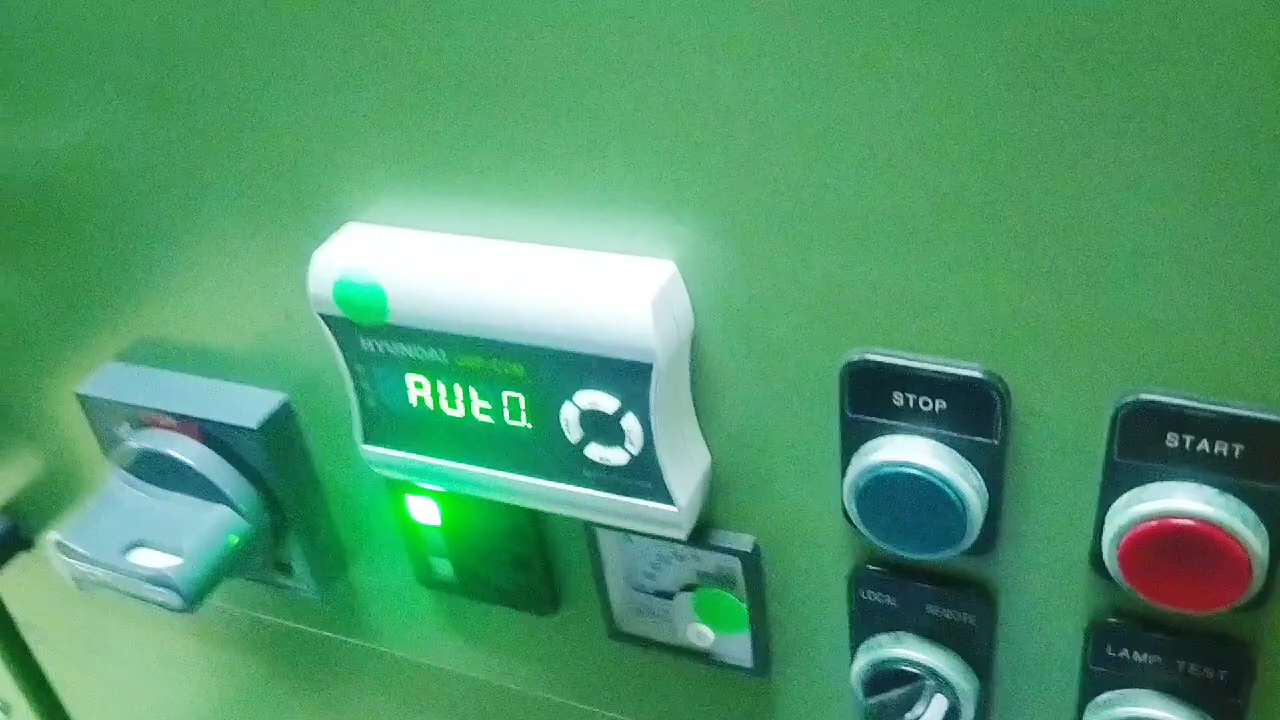 HYUNDAI
AUtO.
STOP
START
LOCAL REMOTE
LAMP TEST